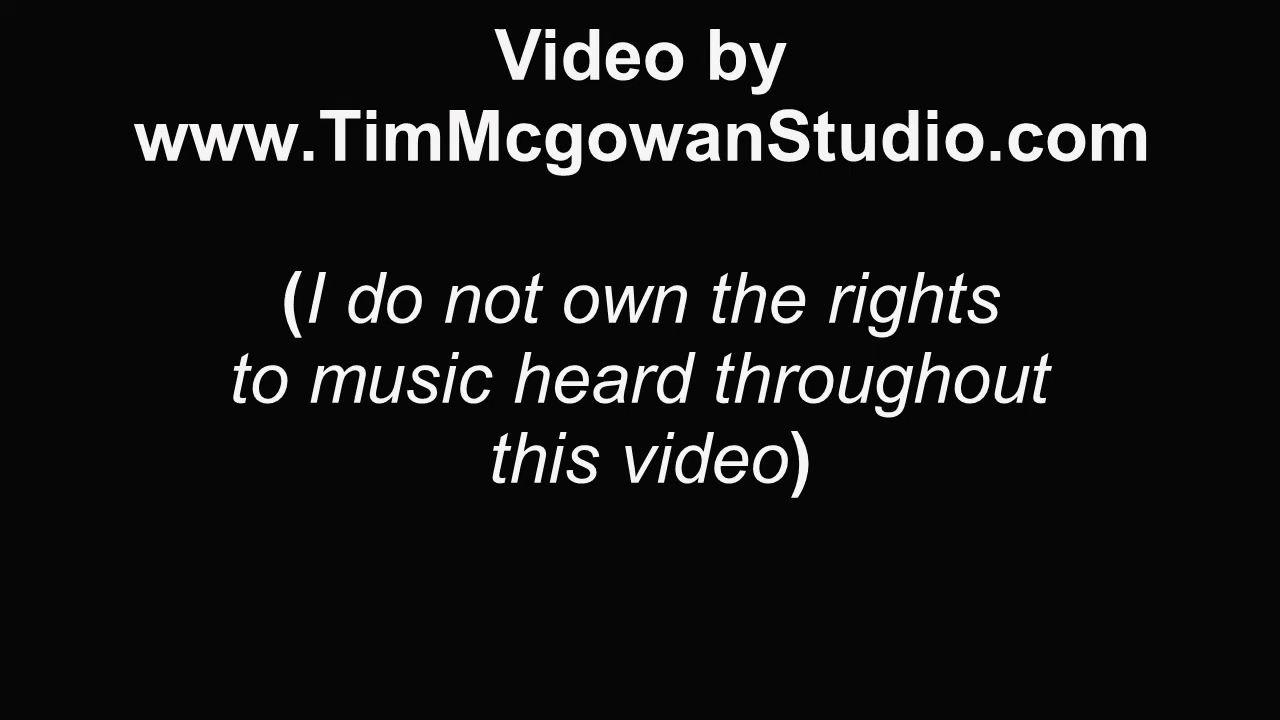 Video by
www.TimMcgowanStudio.com
(I do not own the rights
to music heard throughout
this video)